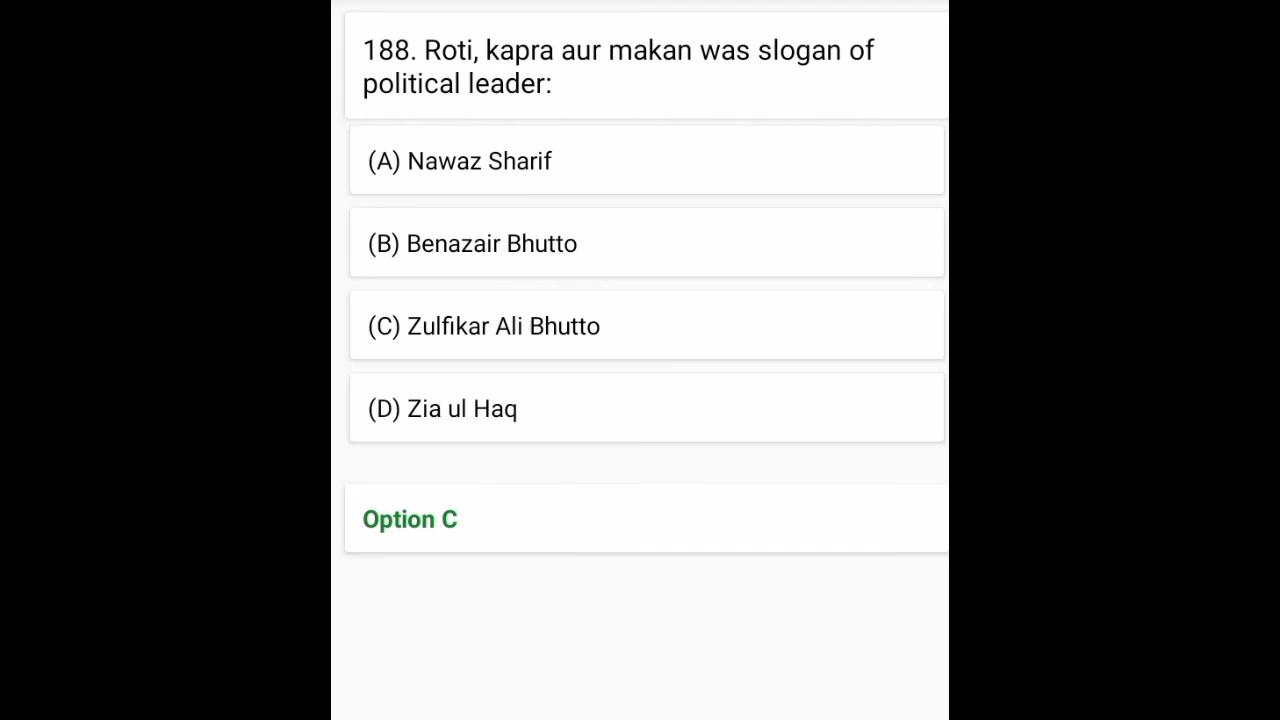 188. Roti, kapra aur makan was slogan of
political leader:
(A) Nawaz Sharif
(B) Benazair Bhutto
(C) Zulfikar Ali Bhutto
(D) Zia ul Haq
Option C